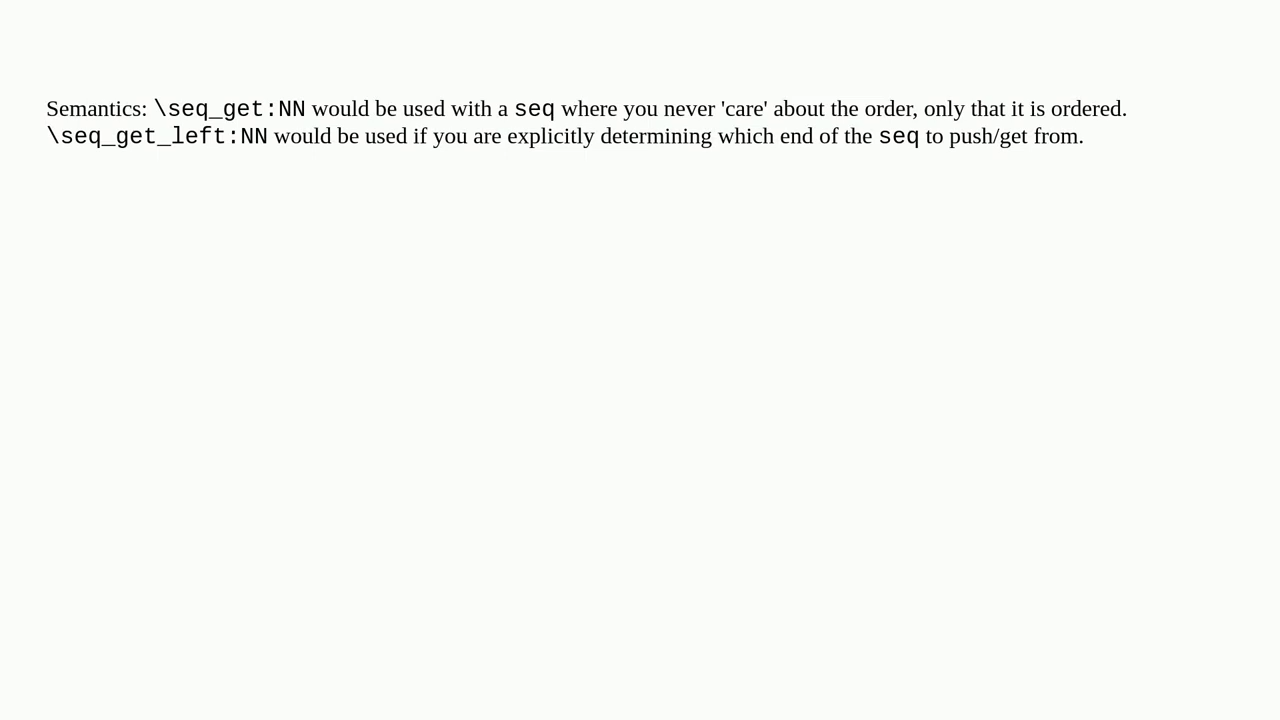 Semantics: \seq_get:NN would be used with a seq where you never 'care' about the order, only that it is ordered.
\seq_get_left:NN would be used if you are explicitly determining which end of the seq to push/get from.